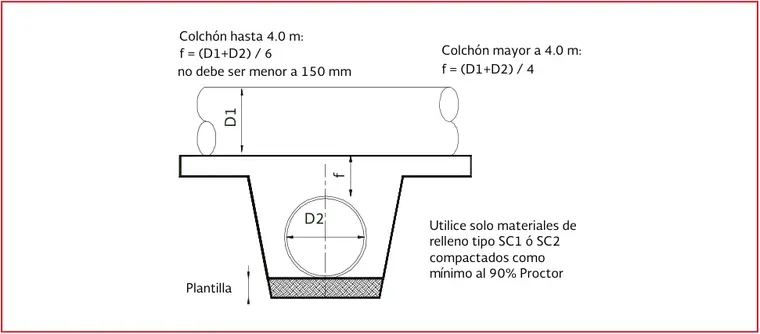 Colchón hasta 4.0 m:
f = (D1+D2) / 6
no debe ser menor a 150 mm
Colchón mayor a 4.0 m:
f = (D1+D2) / 4
D1
f
D2
Utilice solo materiales de
relleno tipo SC1 ó SC2
compactados como
mínimo al 90% Proctor
Plantilla